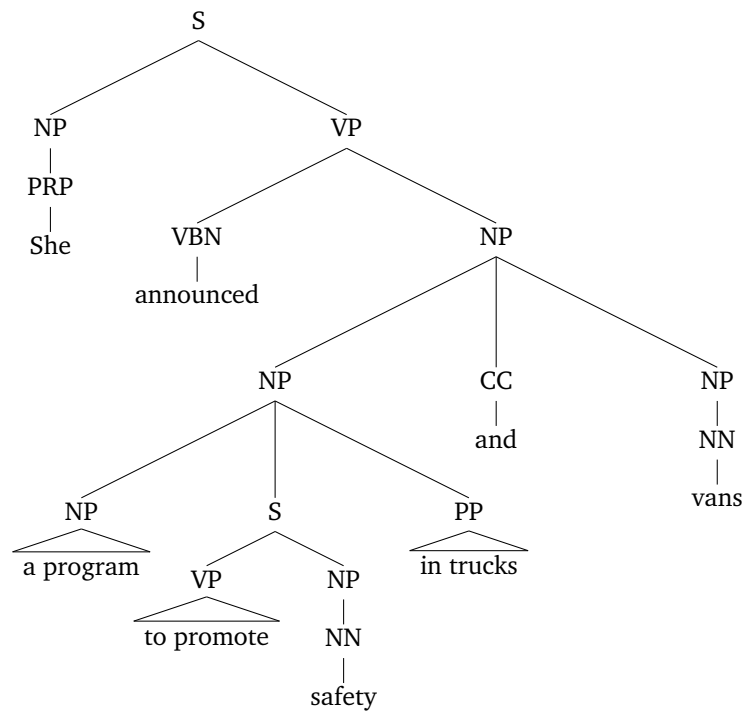 S
NP VP
PRP
She VBN NP
announced
NP CC NP
and NN
vans
NP S PP
a program in trucks
VP NP
to promote NN
safety